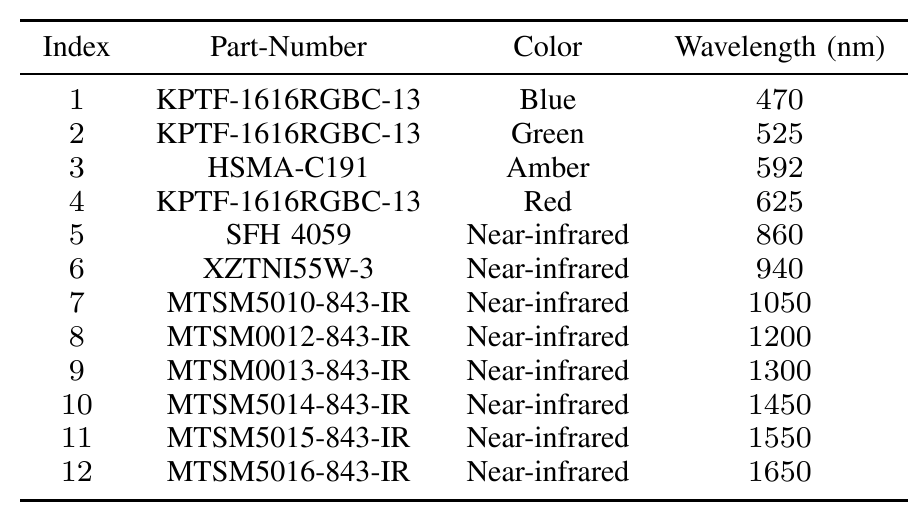 Index Part-Number Color Wavelength (nm)
1 KPTF-1616RGBC-13 Blue 470
2 KPTF-1616RGBC-13 Green 525
3 HSMA-C191 Amber 592
4 KPTF-1616RGBC-13 Red 625
5 SFH 4059 Near-infrared 860
6 XZTNI55W-3 Near-infrared 940
7 MTSM5010-843-IR Near-infrared 1050
8 MTSM0012-843-IR Near-infrared 1200
9 MTSM0013-843-IR Near-infrared 1300
10 MTSM5014-843-IR Near-infrared 1450
11 MTSM5015-843-IR Near-infrared 1550
12 MTSM5016-843-IR Near-infrared 1650